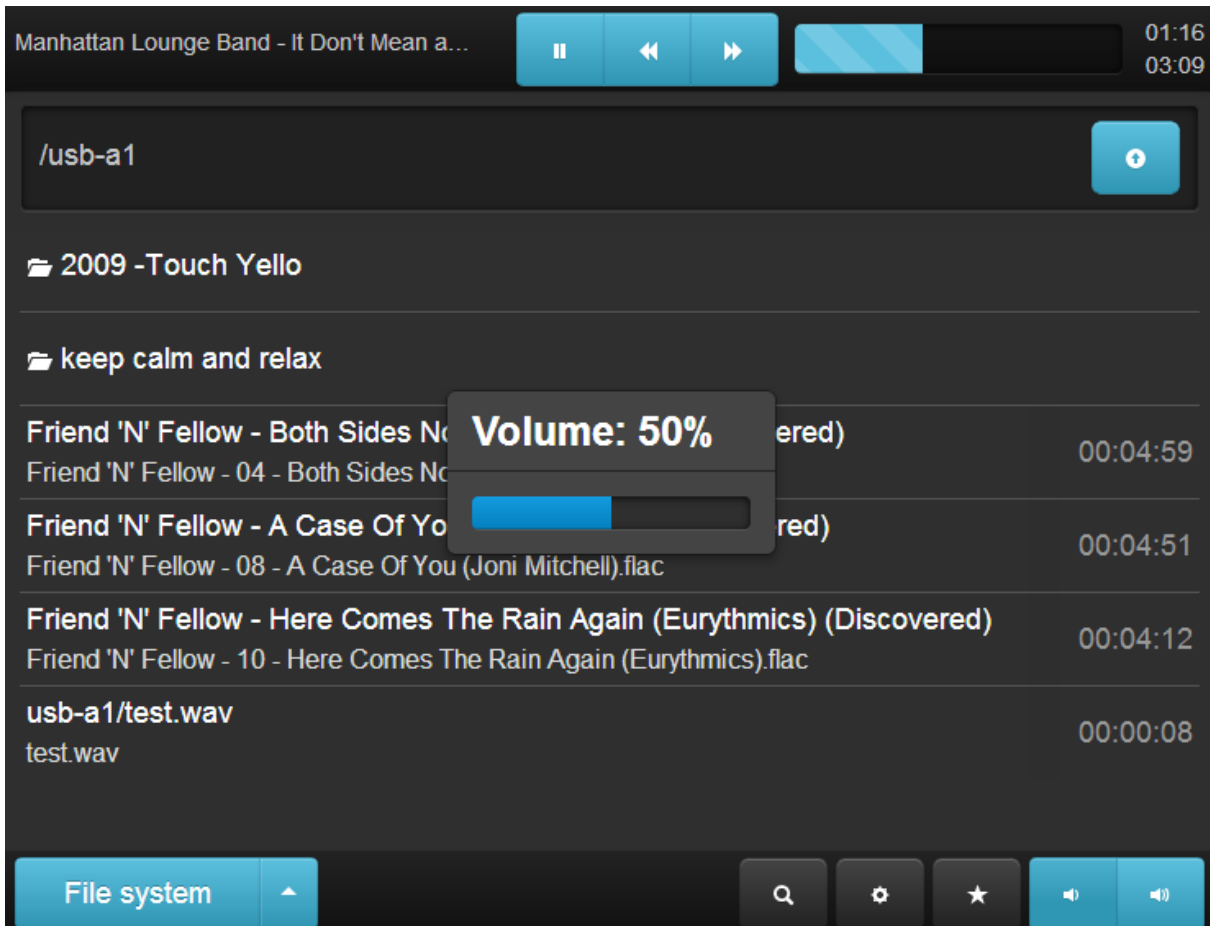 Manhattan Lounge Band - It Don't Mean a...
01:16
03:09
/usb-a1
2009 -Touch Yello
keep calm and relax
Friend 'N' Fellow - Both Sides No ered)
Friend 'N' Fellow - 04 - Both Sides No
00:04:59
Volume: 50%
Friend 'N' Fellow - A Case Of Yo red)
Friend 'N' Fellow - 08 - A Case Of You (Joni Mitchell).flac
00:04:51
Friend 'N' Fellow - Here Comes The Rain Again (Eurythmics) (Discovered)
Friend 'N' Fellow - 10 - Here Comes The Rain Again (Eurythmics).flac
00:04:12
usb-a1/test.wav
test.wav
00:00:08
File system